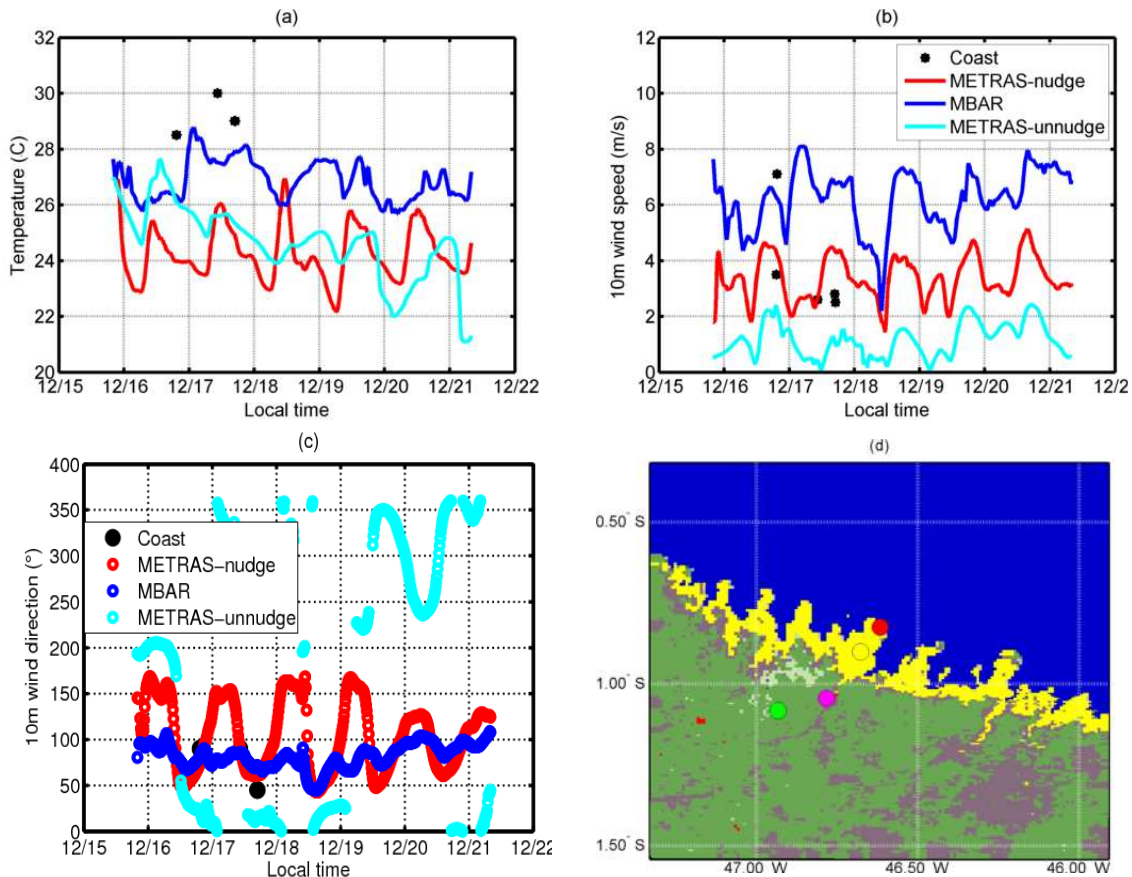 (a)
32
30
28
26
24
22
20
Temperature (C)
12/15 12/16 12/17 12/18 12/19 12/20 12/21 12/22
Local time
(b)
12
10
8
6
4
2
0
10m wind speed (m/s)
Coast
METRAS-nudge
MBAR
METRAS-unnudge
12/15 12/16 12/17 12/18 12/19 12/20 12/21 12/2
Local time
(c)
400
350
300
250
200
150
100
50
0
10m wind direction (°)
Coast
METRAS-nudge
MBAR
METRAS-unnudge
12/15 12/16 12/17 12/18 12/19 12/20 12/21 12/22
Local time
(d)
0.50° S
1.00° S
1.50° S
47.00 W 46.50° W 46.00 W